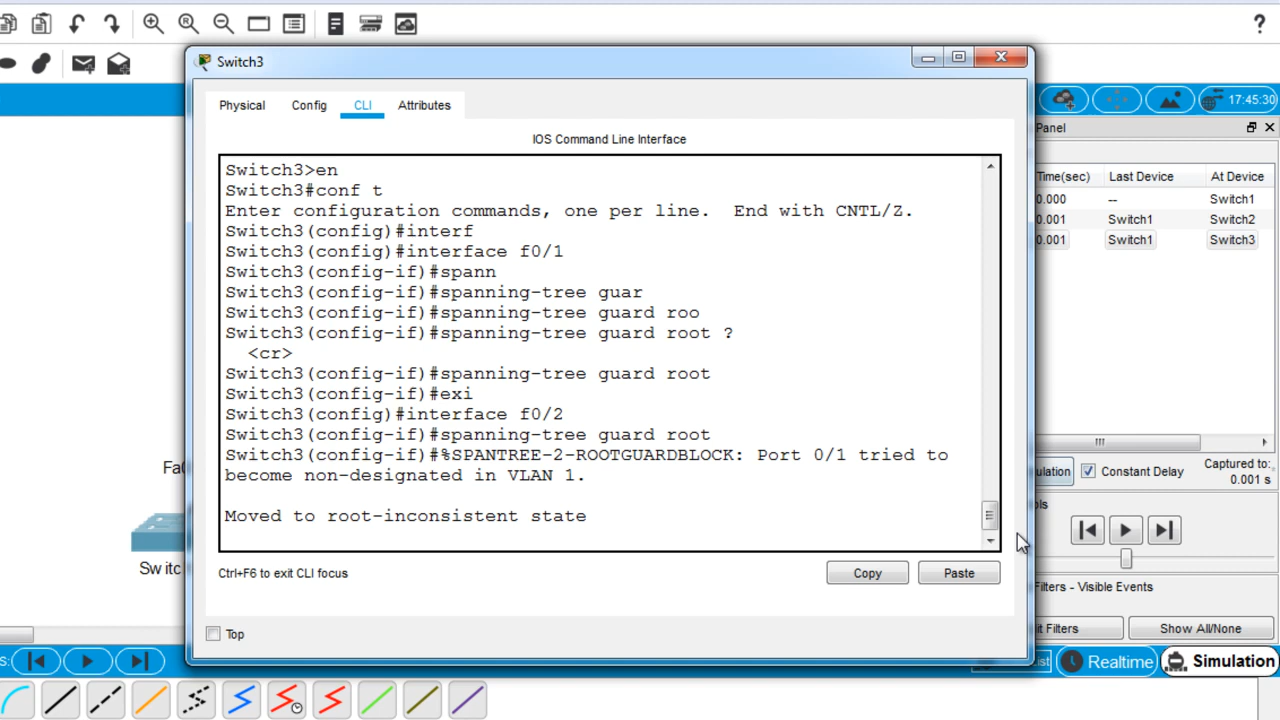 Switch3
Physical
Config
CLI
Attributes
17:45:30
IOS Command Line Interface
Panel
Switch3>en
Switch3#conf t
Enter configuration commands, one per line.  End with CNTL/Z.
Switch3(config)#interf
Switch3(config)#interface f0/1
Switch3(config-if)#spann
Switch3(config-if)#spanning-tree guar
Switch3(config-if)#spanning-tree guard roo
Switch3(config-if)#spanning-tree guard root ?
<cr>
Switch3(config-if)#spanning-tree guard root
Switch3(config-if)#exi
Switch3(config)#interface f0/2
Switch3(config-if)#spanning-tree guard root
Switch3(config-if)#%SPANTREE-2-ROOTGUARDBLOCK: Port 0/1 tried to
become non-designated in VLAN 1.
Moved to root-inconsistent state
Time(sec) Last Device At Device
0.000 -- Switch1
0.001 Switch1 Switch2
0.001 Switch1 Switch3
Constant Delay
Captured to:
0.001 s
Ctrl+F6 to exit CLI focus
Copy
Paste
Filters - Visible Events
Filters
Show All/None
Top
Realtime
Simulation